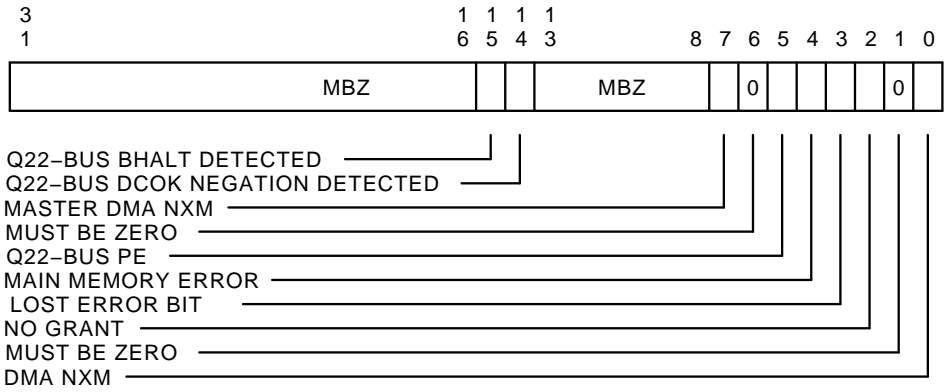 3 1 1 1 1
1 6 5 4 3 8 7 6 5 4 3 2 1 0
MBZ MBZ 0 0
Q22–BUS BHALT DETECTED
Q22–BUS DCOK NEGATION DETECTED
MASTER DMA NXM
MUST BE ZERO
Q22–BUS PE
MAIN MEMORY ERROR
LOST ERROR BIT
NO GRANT
MUST BE ZERO
DMA NXM